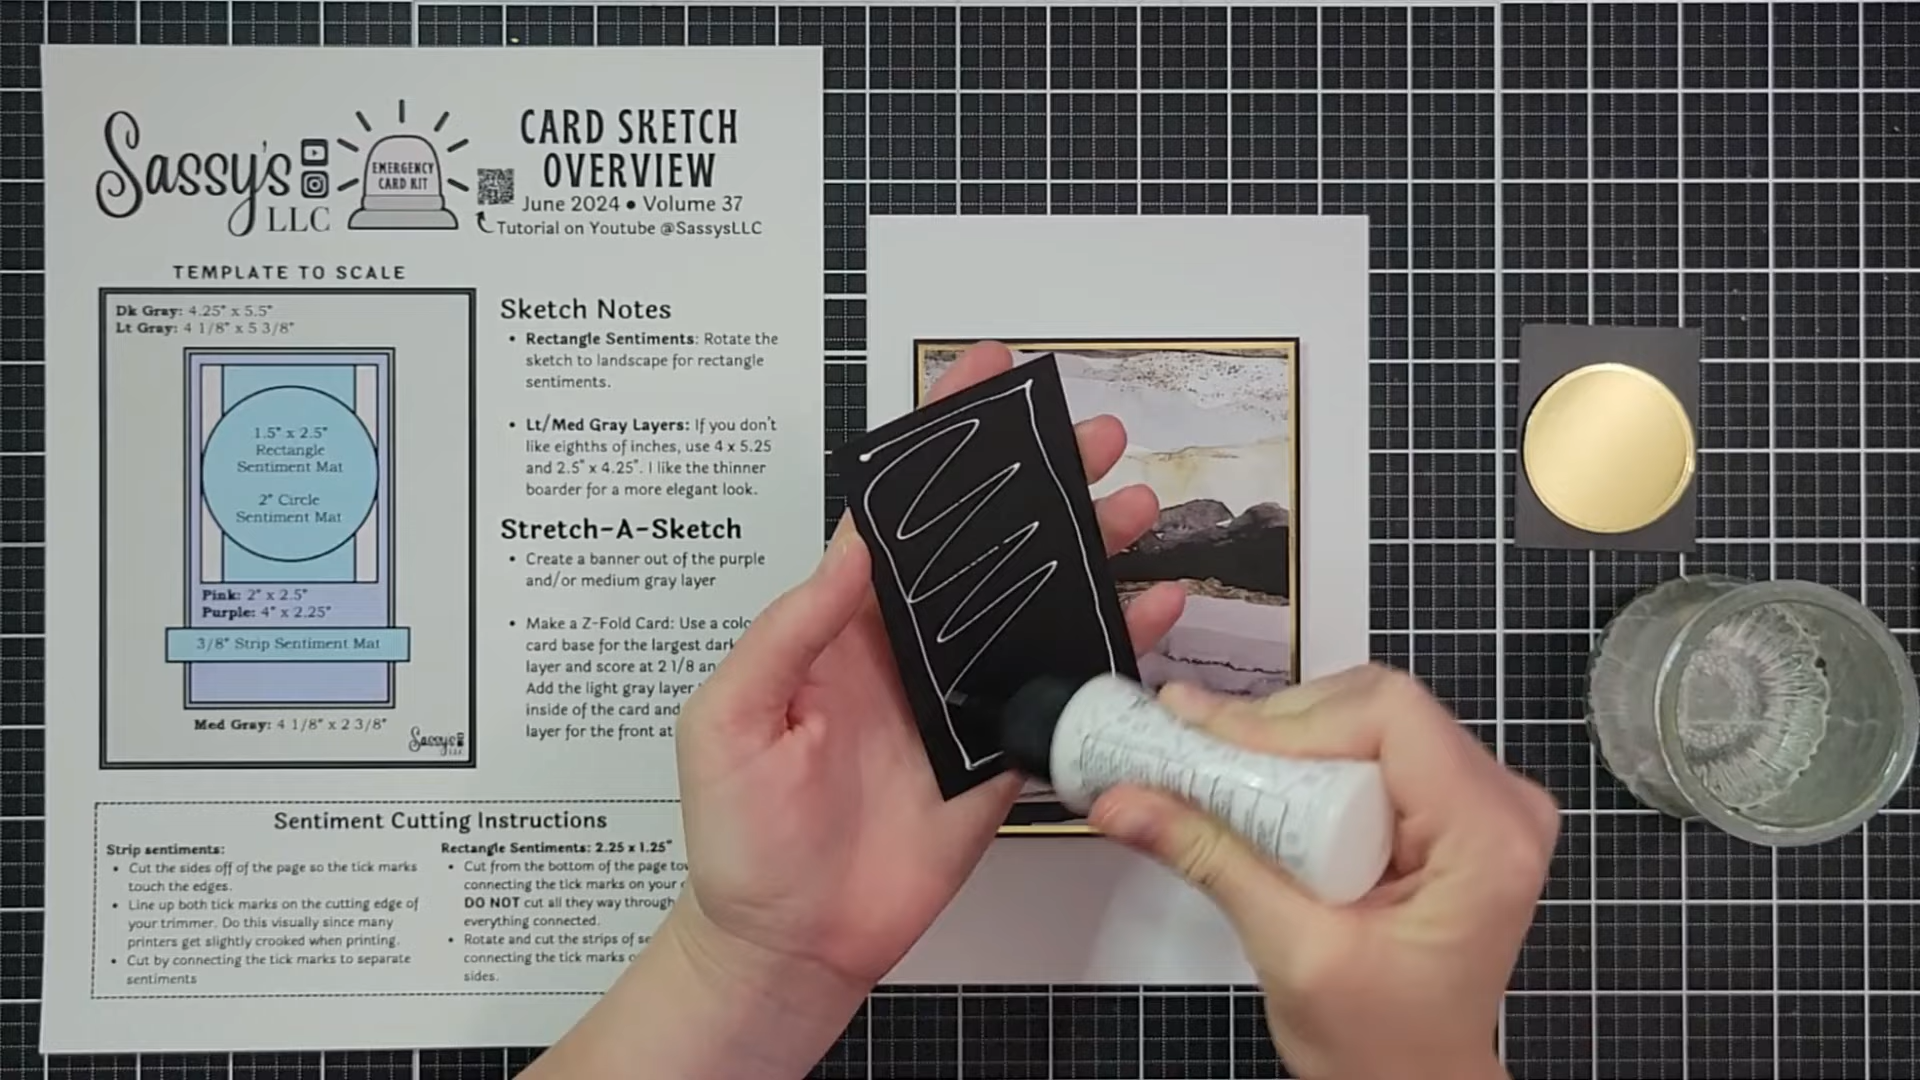 Sassy's
LLC
EMERGENCY
CARD KIT
CARD SKETCH
OVERVIEW
June 2024 • Volume 37
Tutorial on Youtube @SassysLLC
TEMPLATE TO SCALE
Dk Gray: 4.25" x 5.5"
Lt Gray: 4 1/8" x 5 3/8"
1.5" x 2.5"
Rectangle
Sentiment Mat
2" Circle
Sentiment Mat
Pink: 2" x 2.5"
Purple: 4" x 2.25"
3/8" Strip Sentiment Mat
Med Gray: 4 1/8" x 2 3/8"
Sassy's
LLC
Sketch Notes
• Rectangle Sentiments: Rotate the
sketch to landscape for rectangle
sentiments.
• Lt/Med Gray Layers: If you don't
like eighths of inches, use 4 x 5.25
and 2.5" x 4.25". I like the thinner
boarder for a more elegant look.
Stretch-A-Sketch
• Create a banner out of the purple
and/or medium gray layer
• Make a Z-Fold Card: Use a
card base for the largest
layer and score at 2 1/8
Add the light gray layer
inside of the card and
layer for the front at
Sentiment Cutting Instructions
Strip sentiments:
• Cut the sides off of the page so the tick marks
touch the edges.
• Line up both tick marks on the cutting edge of
your trimmer. Do this visually since many
printers get slightly crooked when printing.
• Cut by connecting the tick marks to separate
sentiments
Rectangle Sentiments: 2.25 x 1.25"
• Cut from the bottom of the page
connecting the tick marks on your
DO NOT cut all they way through
everything connected.
• Rotate and cut the strips of
connecting the tick marks
sides.